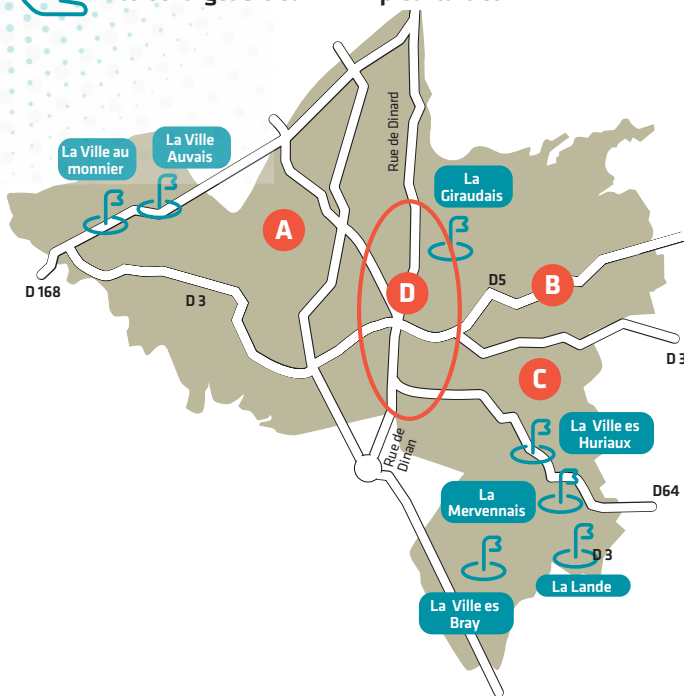 Rue de Dinard
La Ville au
monnier
La Ville
Auvais
La
Giraudais
A
D
B
C
D 168
D 3
D5
D 3
Rue de
Dinan
La Ville es
Huriaux
La
Mervennais
D64
D 3
La Lande
La Ville es
Bray